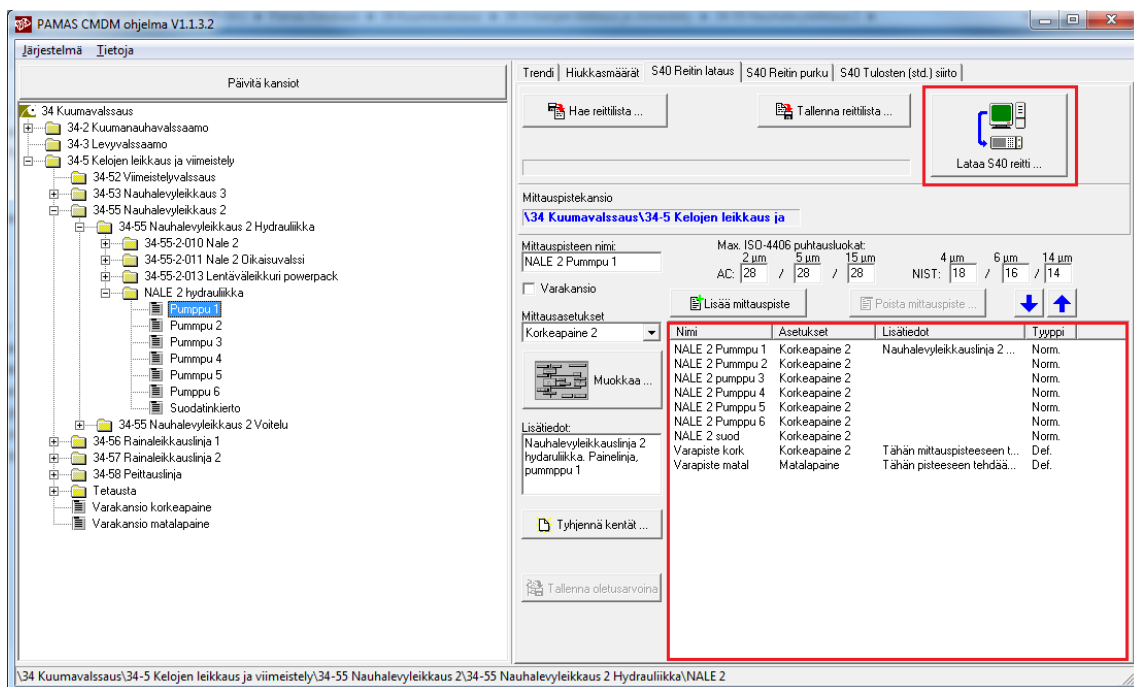 PAMAS CMDM ohjelma V1.1.3.2
Järjestelmä Tietoja
Päivitä kansiot
34 Kuumavalssaus
34-2 Kuumanauhavalssaamo
34-3 Levyvalssaamo
34-5 Kelojen leikkaus ja viimeistely
34-52 Viimeistelyvalssaus
34-53 Nauhalevyleikkaus 3
34-55 Nauhalevyleikkaus 2
34-55 Nauhalevyleikkaus 2 Hydrauliikka
34-55-2-010 Nale 2
34-55-2-011 Nale 2 Oikaisuvalssi
34-55-2-013 Lentäväleikkuri powerpack
NALE 2 hydrauliikka
Pumppu 1
Pummpu 2
Pummpu 3
Pummpu 4
Pummpu 5
Pumppu 6
Suodatinkierto
34-55 Nauhalevyleikkaus 2 Voitelu
34-56 Rainaleikkauslinja 1
34-57 Rainaleikkauslinja 2
34-58 Peittauslinja
Tetausta
Varakansio korkeapaine
Varakansio matalapaine
Trendi Hiukkasmäärät S40 Reitin lataus S40 Reitin purku S40 Tulosten (std.) siirto
Hae reittilista ... Tallenna reittilista ...
Lataa S40 reitti ...
Mittauspistekansio
\34 Kuumavalssaus\34-5 Kelojen leikkaus ja
Mittauspisteen nimi: Max. ISO-4406 puhtausluokat:
2 µm 5 µm 15 µm 4 µm 6 µm 14 µm
NALE 2 Pummpu 1 AC: 28 / 28 / 28 NIST: 18 / 16 / 14
Varakansio
Lisää mittauspiste Poista mittauspiste ...
Mittausasetukset
Korkeapaine 2
Muokkaa ...
Lisätiedot:
Nauhalevyleikkauslinja 2
hydaruliikka. Painelinja,
pummppu 1
Tyhjennä kentät ...
Tallenna oletusarvoina
Nimi Asetukset Lisätiedot Tyyppi
NALE 2 Pummpu 1 Korkeapaine 2 Nauhalevyleikkauslinja 2 ... Norm.
NALE 2 Pummpu 2 Korkeapaine 2 Norm.
NALE 2 pumppu 3 Korkeapaine 2 Norm.
NALE 2 Pumppu 4 Korkeapaine 2 Norm.
NALE 2 Pumppu 5 Korkeapaine 2 Norm.
NALE 2 Pumppu 6 Korkeapaine 2 Norm.
NALE 2 suod Korkeapaine 2 Norm.
Varapiste kork Korkeapaine 2 Tähän mittauspisteeseen t... Def.
Varapiste matal Matalapaine Tähän pisteeseen tehdää... Def.
\34 Kuumavalssaus\34-5 Kelojen leikkaus ja viimeistely\34-55 Nauhalevyleikkaus 2\34-55 Nauhalevyleikkaus 2 Hydrauliikka\NALE 2